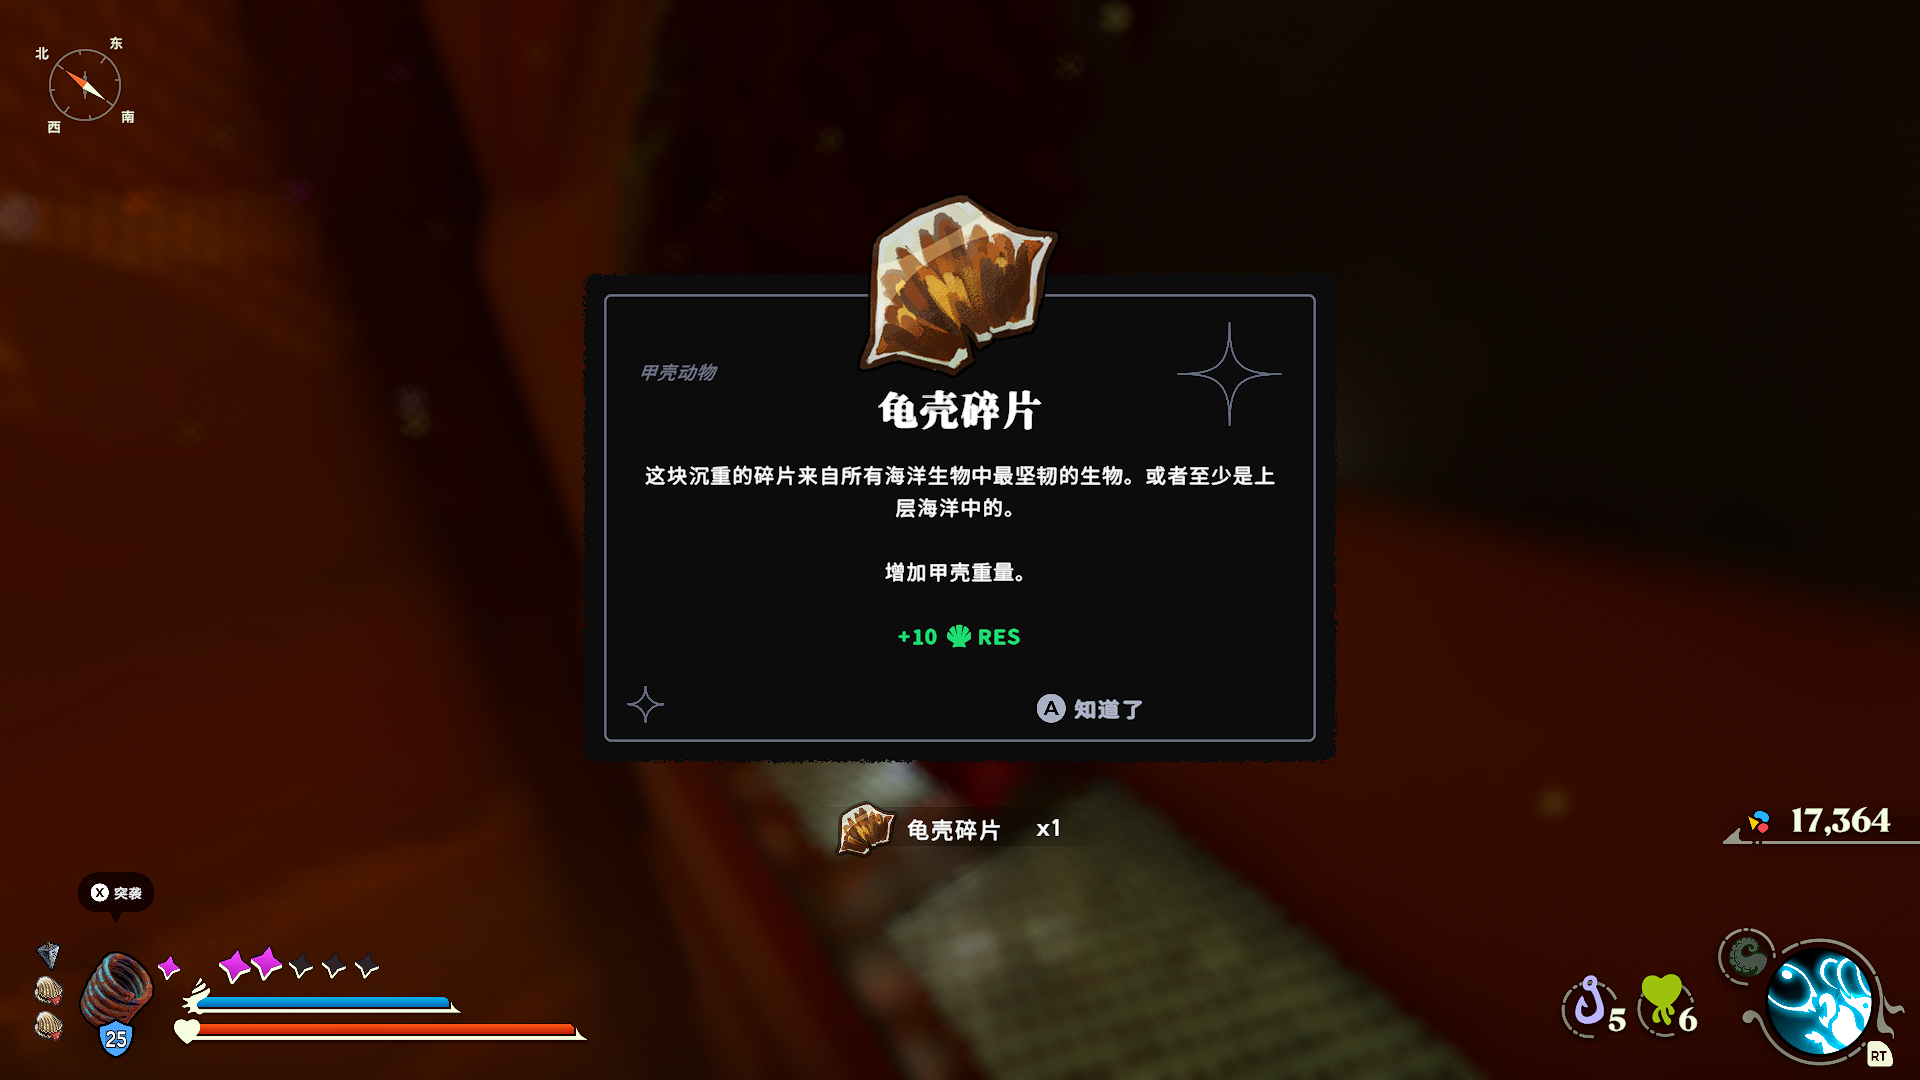 北
东
西
南
甲壳动物
龟壳碎片
这块沉重的碎片来自所有海洋生物中最坚韧的生物。或者至少是上
层海洋中的。
增加甲壳重量。
+10 RES
A 知道了
龟壳碎片 x1
17,364
X 突袭
25
5
6
RT